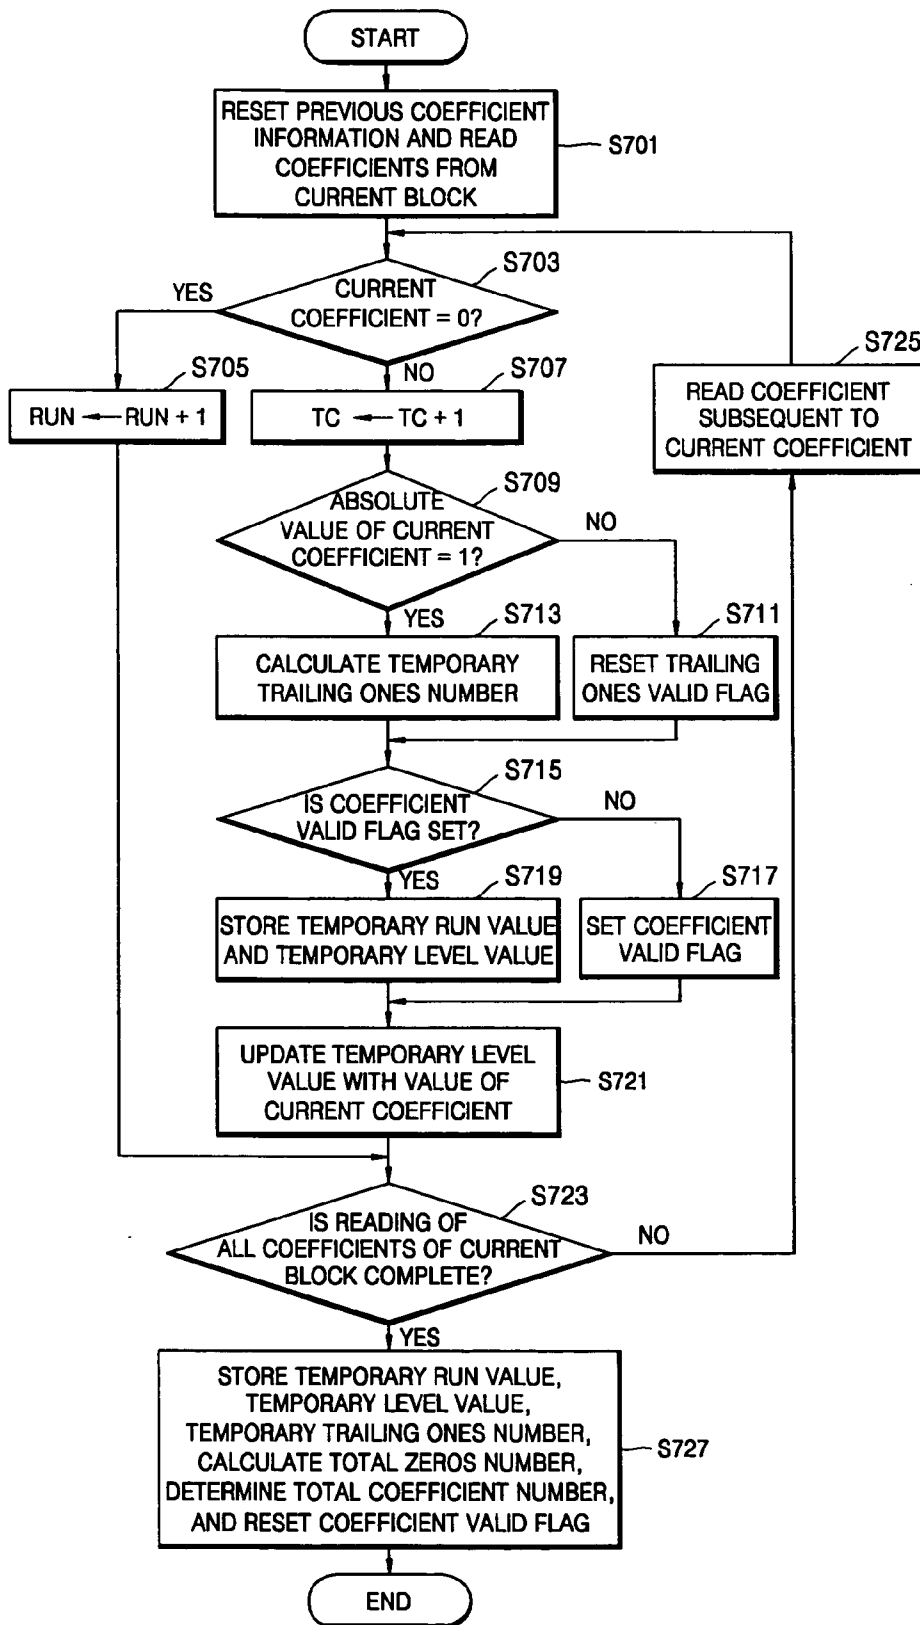 START
RESET PREVIOUS COEFFICIENT
INFORMATION AND READ
COEFFICIENTS FROM
CURRENT BLOCK
S701
S703
CURRENT
COEFFICIENT = 0?
YES
NO
S705
RUN ← RUN + 1
S707
TC ← TC + 1
S725
READ COEFFICIENT
SUBSEQUENT TO
CURRENT COEFFICIENT
S709
ABSOLUTE
VALUE OF CURRENT
COEFFICIENT = 1?
NO
YES
S713
CALCULATE TEMPORARY
TRAILING ONES NUMBER
S711
RESET TRAILING
ONES VALID FLAG
S715
IS COEFFICIENT
VALID FLAG SET?
NO
YES
S719
STORE TEMPORARY RUN VALUE
AND TEMPORARY LEVEL VALUE
S717
SET COEFFICIENT
VALID FLAG
UPDATE TEMPORARY LEVEL
VALUE WITH VALUE OF
CURRENT COEFFICIENT
S721
S723
IS READING OF
ALL COEFFICIENTS OF CURRENT
BLOCK COMPLETE?
NO
YES
STORE TEMPORARY RUN VALUE,
TEMPORARY LEVEL VALUE,
TEMPORARY TRAILING ONES NUMBER,
CALCULATE TOTAL ZEROS NUMBER,
DETERMINE TOTAL COEFFICIENT NUMBER,
AND RESET COEFFICIENT VALID FLAG
S727
END